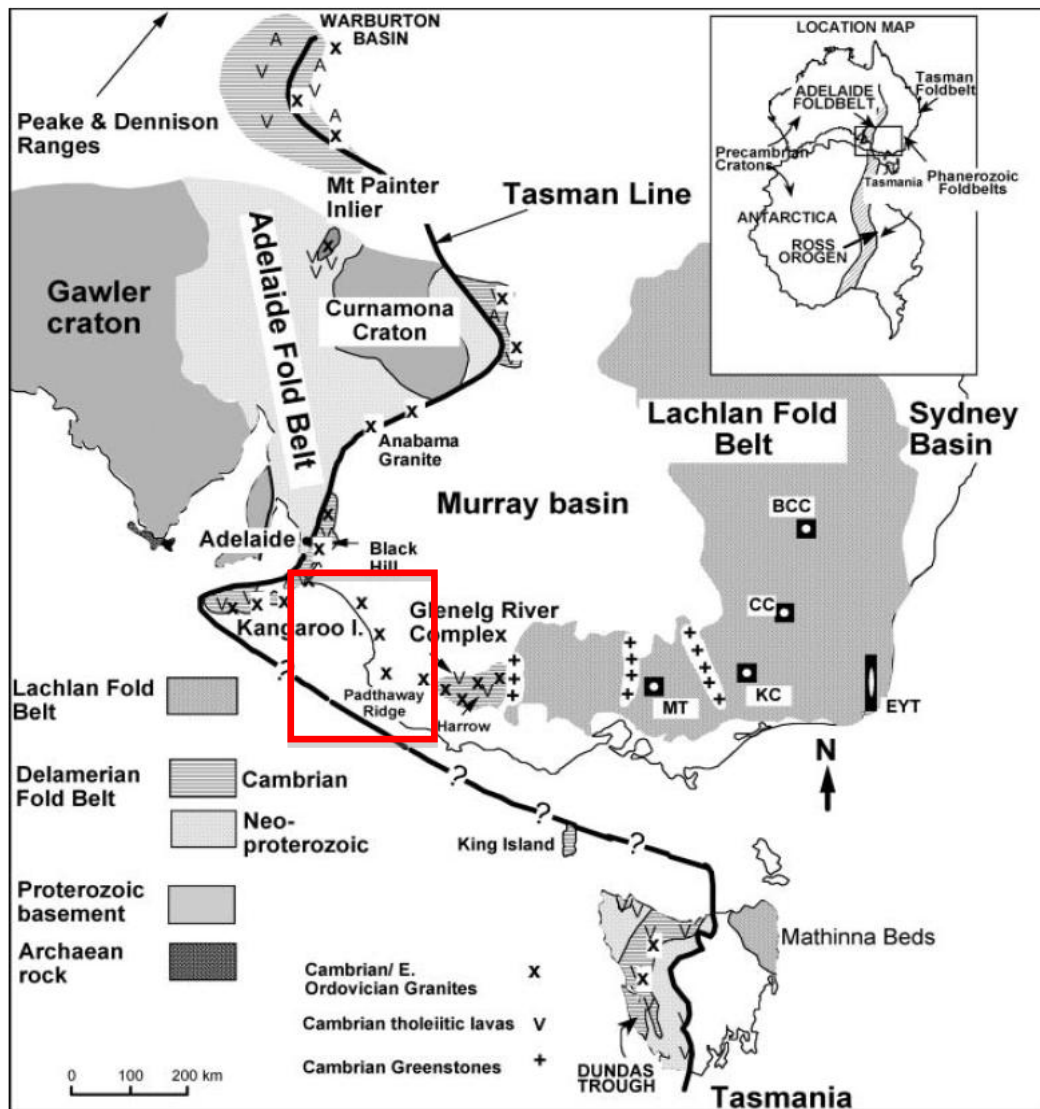 WARBURTON
BASIN
A
V
A
V
V
A
V
A
x
x
x
Peake & Dennison
Ranges
Mt Painter
Inlier
Tasman Line
Adelaide Fold Belt
Gawler
craton
Curnamona
Craton
Anabama
Granite
Lachlan Fold
Belt
Sydney
Basin
Murray basin
Adelaide
Black
Hill
Kangaroo I.
Glenelg River
Complex
Padthaway
Ridge
Harrow
BCC
CC
KC
MT
EYT
N
?
?
?
?
?
King Island
Mathinna Beds
DUNDAS
TROUGH
Tasmania
LOCATION MAP
ADELAIDE
FOLDBELT
Tasman
Foldbelt
Precambrian
Cratons
Tasmania
Phanerozoic
Foldbelts
ANTARCTICA
ROSS
OROGEN
Lachlan Fold
Belt
Delamerian
Fold Belt
Cambrian
Neo-
proterozoic
Proterozoic
basement
Archaean
rock
Cambrian/ E.
Ordovician Granites
x
Cambrian tholeiitic lavas
V
Cambrian Greenstones
+
0 100 200 km